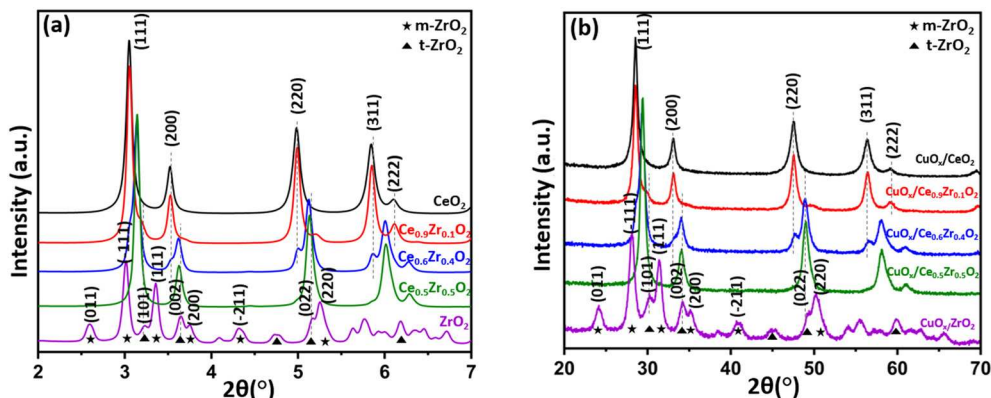 (a)
★ m-ZrO₂
▲ t-ZrO₂
(111)
(200)
(220)
(311)
(222)
CeO₂
Ce₀.₉Zr₀.₁O₂
Ce₀.₆Zr₀.₄O₂
Ce₀.₅Zr₀.₅O₂
ZrO₂
(011)
(-111)
(101)
(111)
(002)
(200)
(-211)
(022)
(220)
Intensity (a.u.)
2 3 4 5 6 7
2θ(°)
(b)
★ m-ZrO₂
▲ t-ZrO₂
(111)
(200)
(220)
(311)
(222)
CuOₓ/CeO₂
CuOₓ/Ce₀.₉Zr₀.₁O₂
CuOₓ/Ce₀.₆Zr₀.₄O₂
CuOₓ/Ce₀.₅Zr₀.₅O₂
CuOₓ/ZrO₂
(011)
(-111)
(101)
(111)
(002)
(200)
(-211)
(022)
(220)
Intensity (a.u.)
20 30 40 50 60 70
2θ(°)